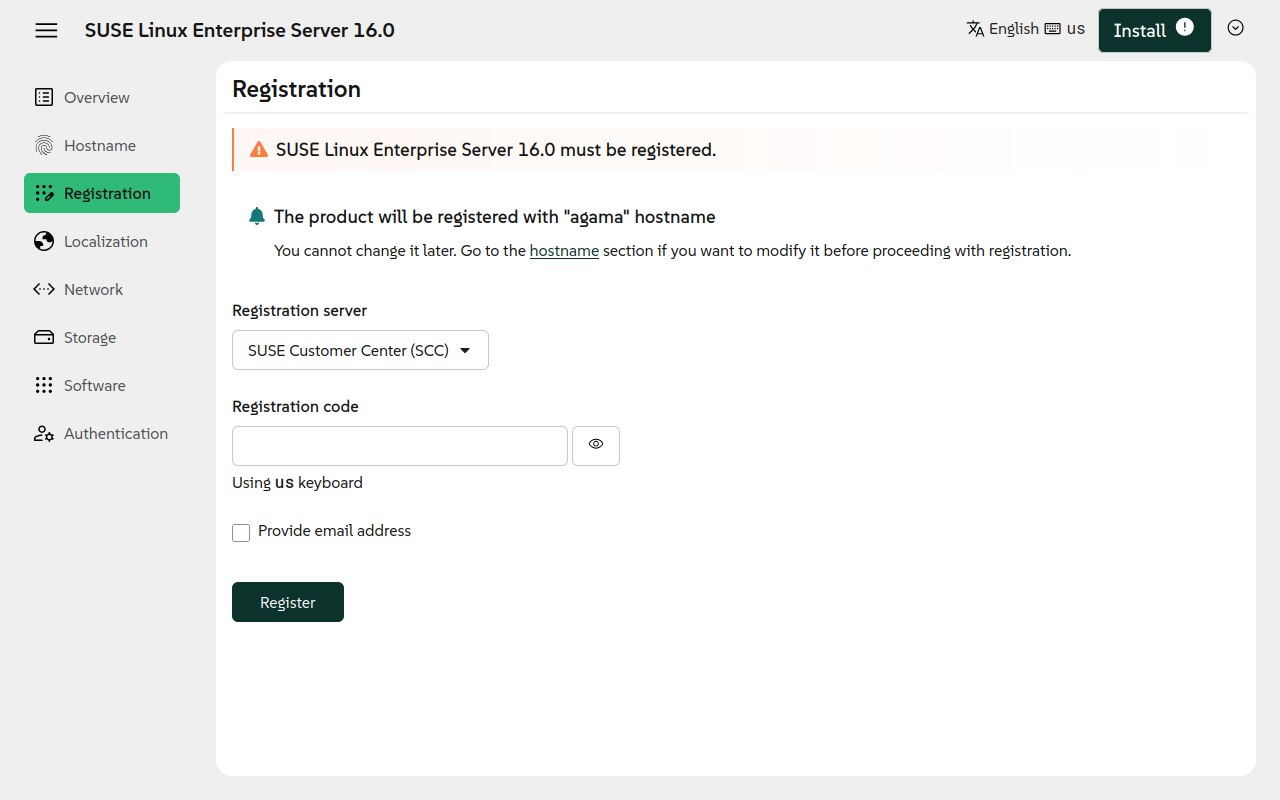 SUSE Linux Enterprise Server 16.0
English us
Install
Overview
Hostname
Registration
Localization
Network
Storage
Software
Authentication
Registration
SUSE Linux Enterprise Server 16.0 must be registered.
The product will be registered with "agama" hostname
You cannot change it later. Go to the hostname section if you want to modify it before proceeding with registration.
Registration server
SUSE Customer Center (SCC)
Registration code
Using us keyboard
Provide email address
Register